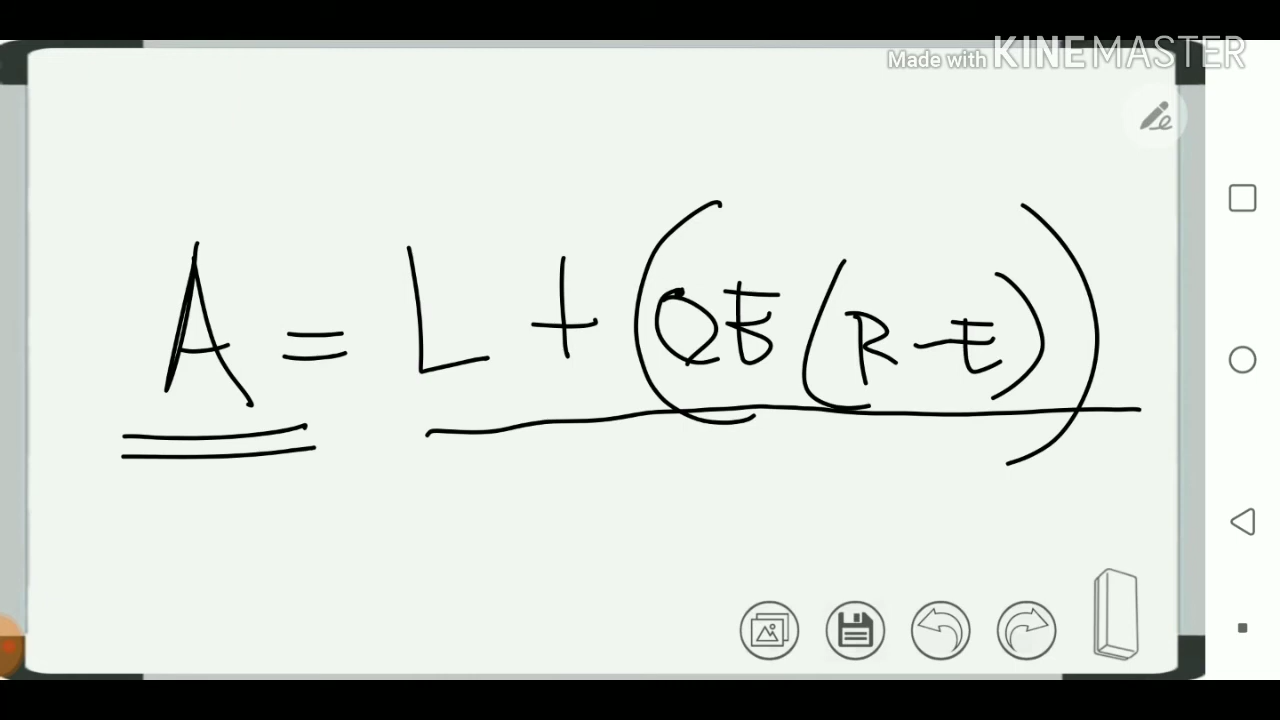 Made with KINEMASTER
A = L + (OE (R - E))